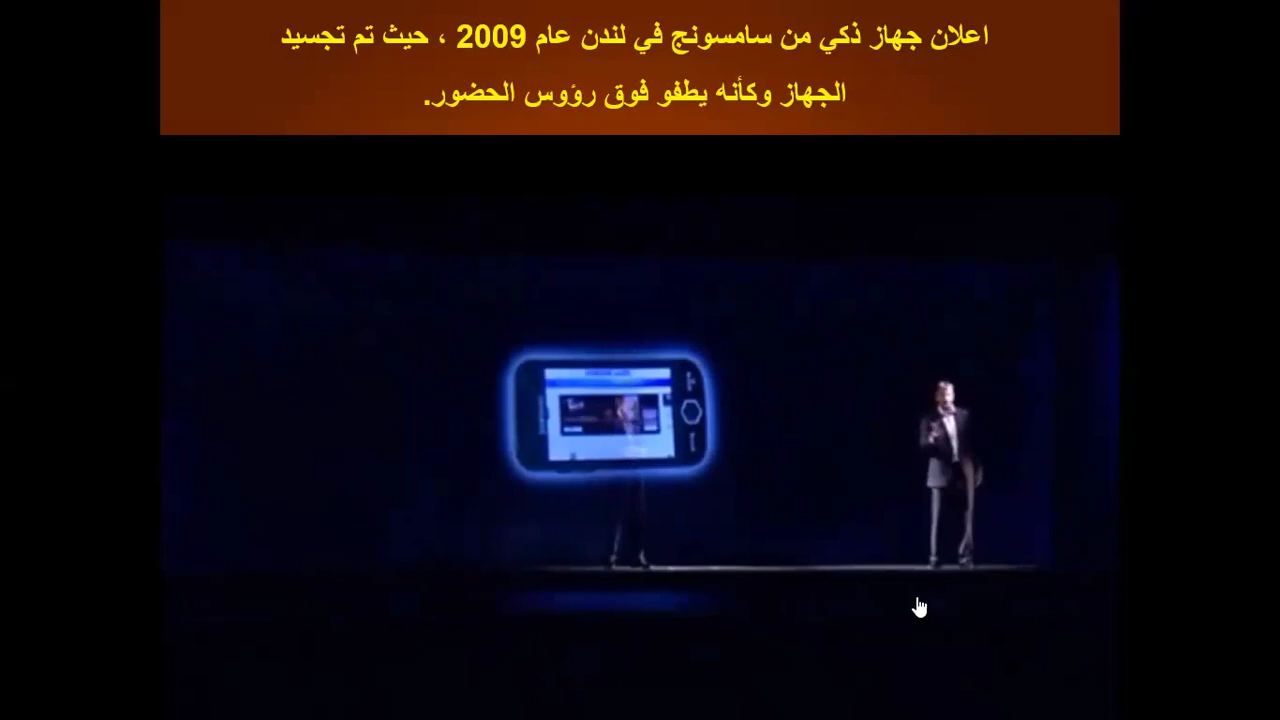 اعلان جهاز ذكي من سامسونج في لندن عام 2009 ، حيث تم تجسيد
الجهاز وكأنه يطفو فوق رؤوس الحضور.